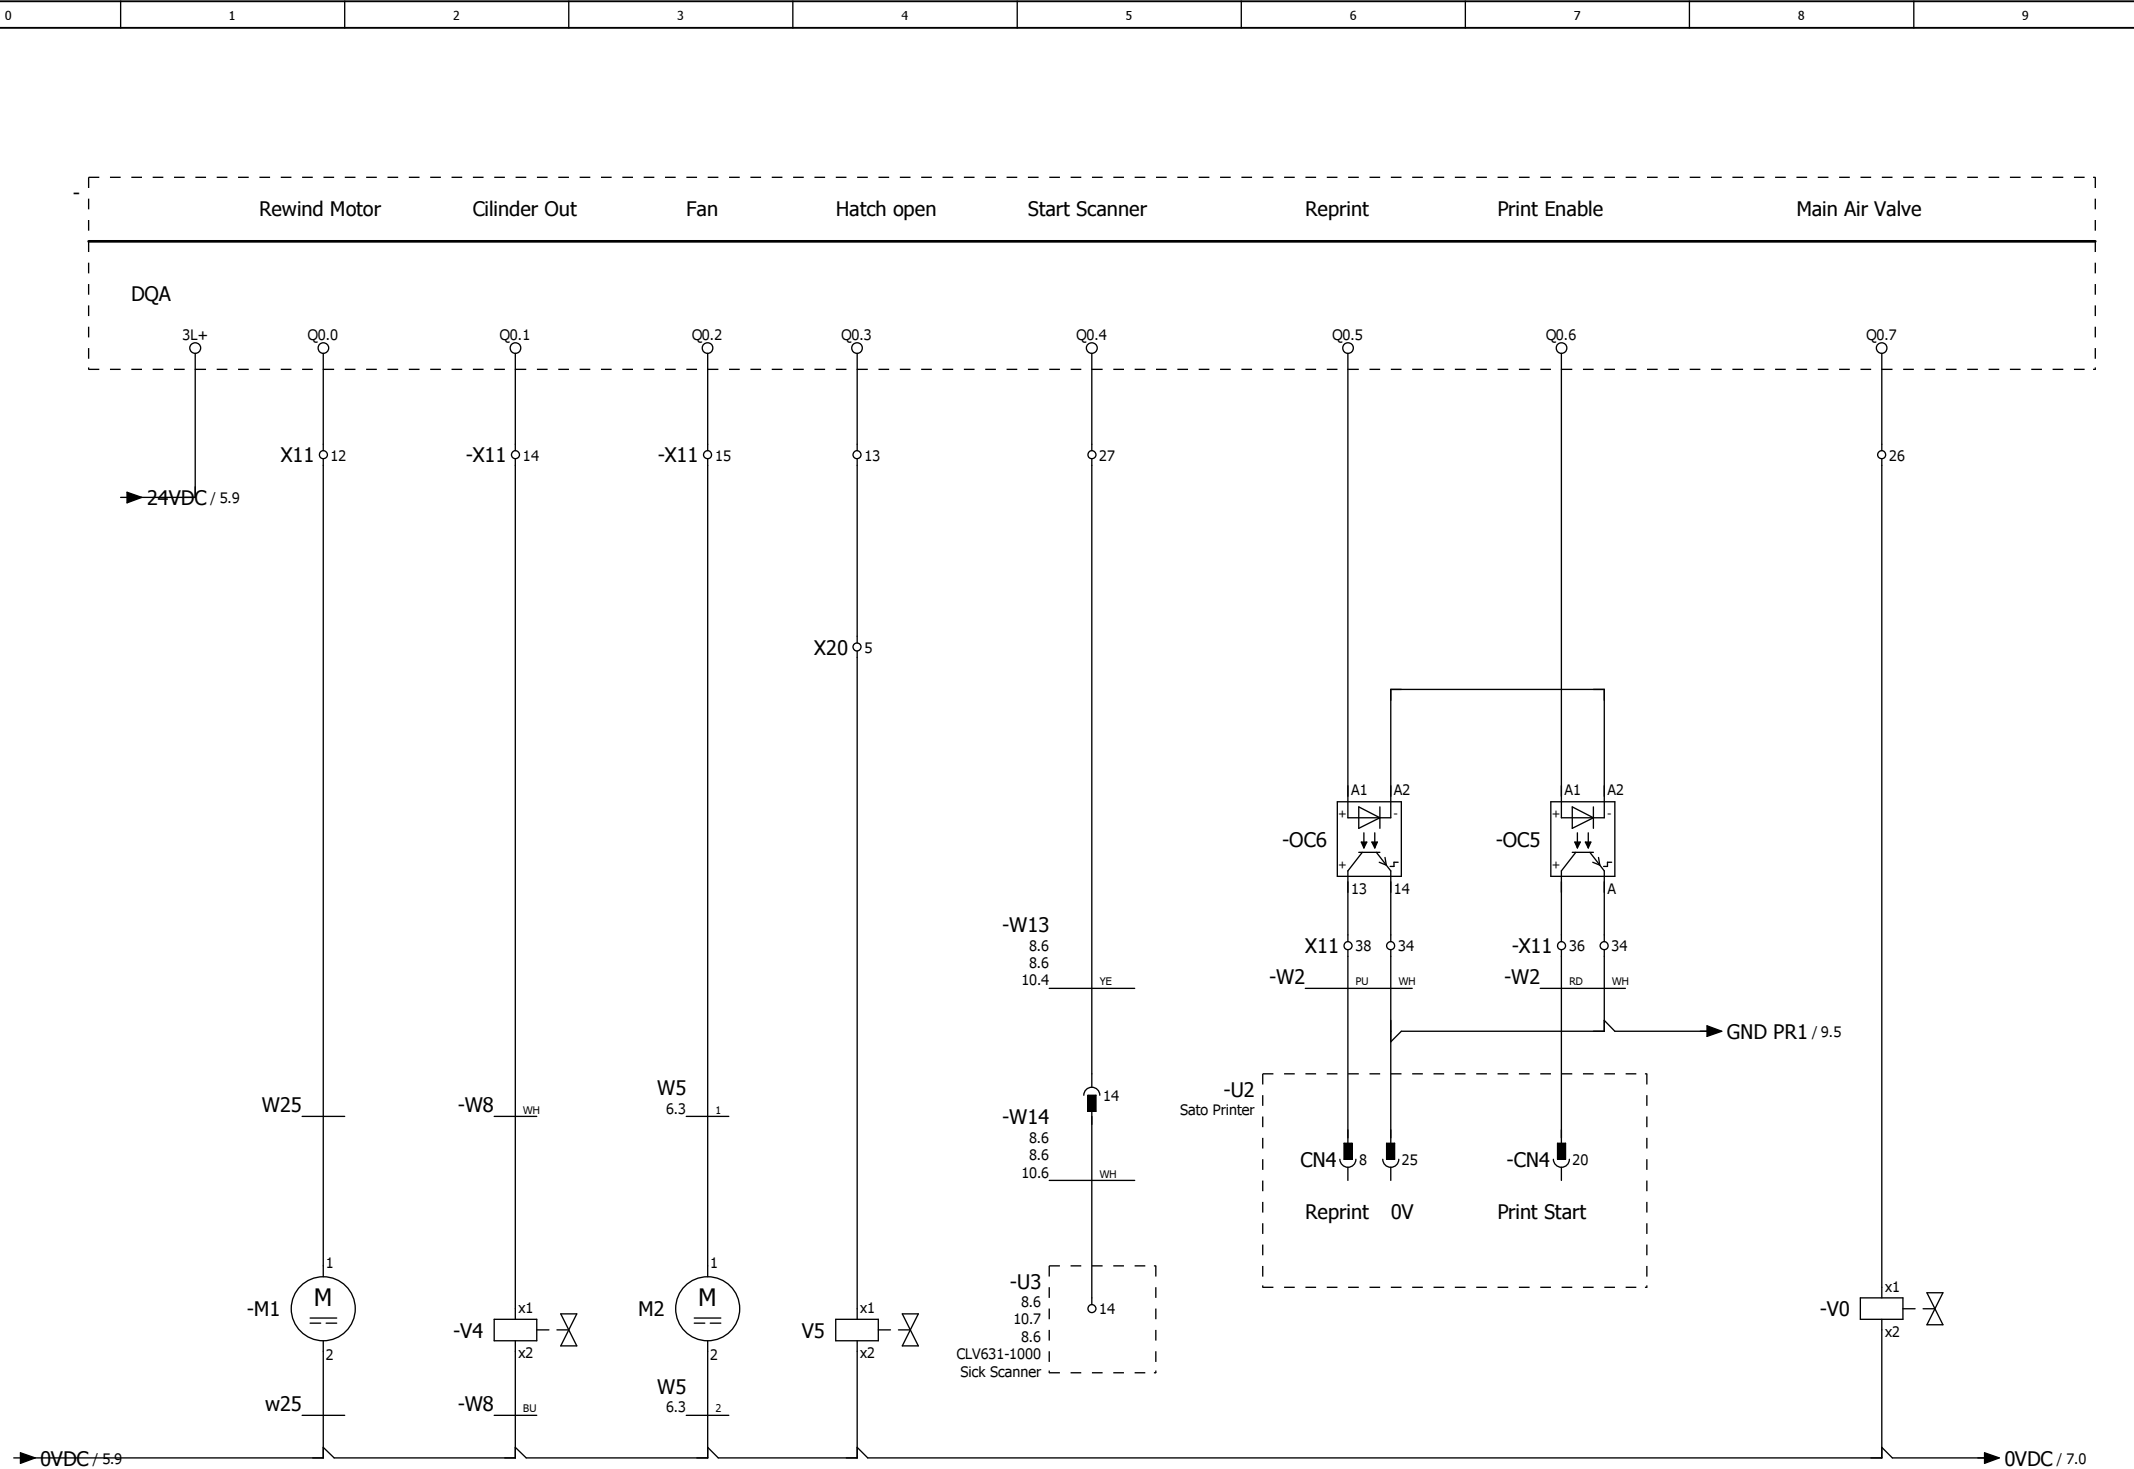 0 1 2 3 4 5 6 7 8 9
-
Rewind Motor Cilinder Out Fan Hatch open Start Scanner Reprint Print Enable Main Air Valve
DQA
3L+ Q0.0 Q0.1 Q0.2 Q0.3 Q0.4 Q0.5 Q0.6 Q0.7
X11 12 -X11 14 -X11 15 13 27 26
24VDC / 5.9
X20 5
A1 A2 A1 A2
+ - + -
-OC6 -OC5
+ +
13 14 A
-W13
8.6
8.6
10.4 YE
X11 38 34 -X11 36 34
-W2 PU WH -W2 RD WH
GND PR1 / 9.5
W25 -W8 WH
W5
6.3 1
14
-W14
8.6
8.6
10.6 WH
-U2
Sato Printer
CN4 8 25 -CN4 20
Reprint 0V Print Start
1 1
-M1 M
2
x1
-V4
x2
M2 M
2
x1
V5
x2
-U3
8.6
10.7
8.6
CLV631-1000
Sick Scanner
14
x1
-V0
x2
w25 -W8 BU
W5
6.3 2
0VDC / 5.9 0VDC / 7.0